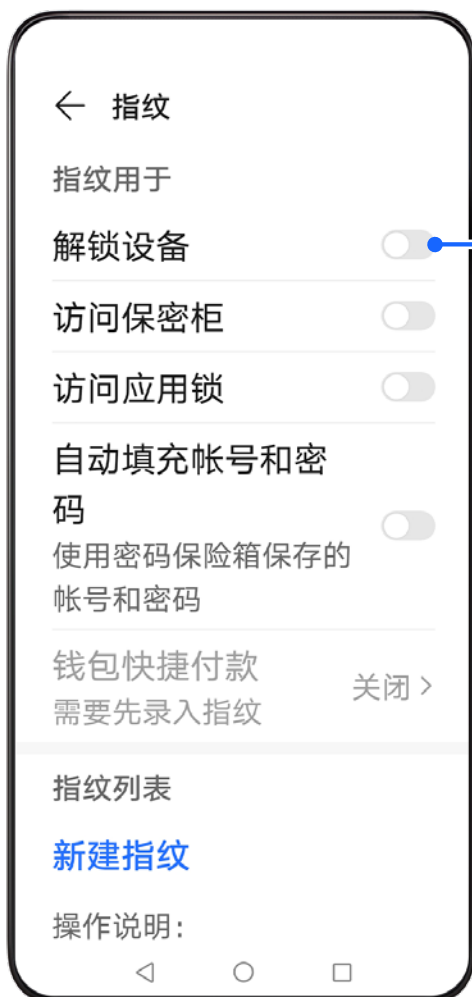 指纹
指纹用于
解锁设备
访问保密柜
访问应用锁
自动填充帐号和密
码
使用密码保险箱保存的
帐号和密码
钱包快捷付款
需要先录入指纹
关闭
指纹列表
新建指纹
操作说明: